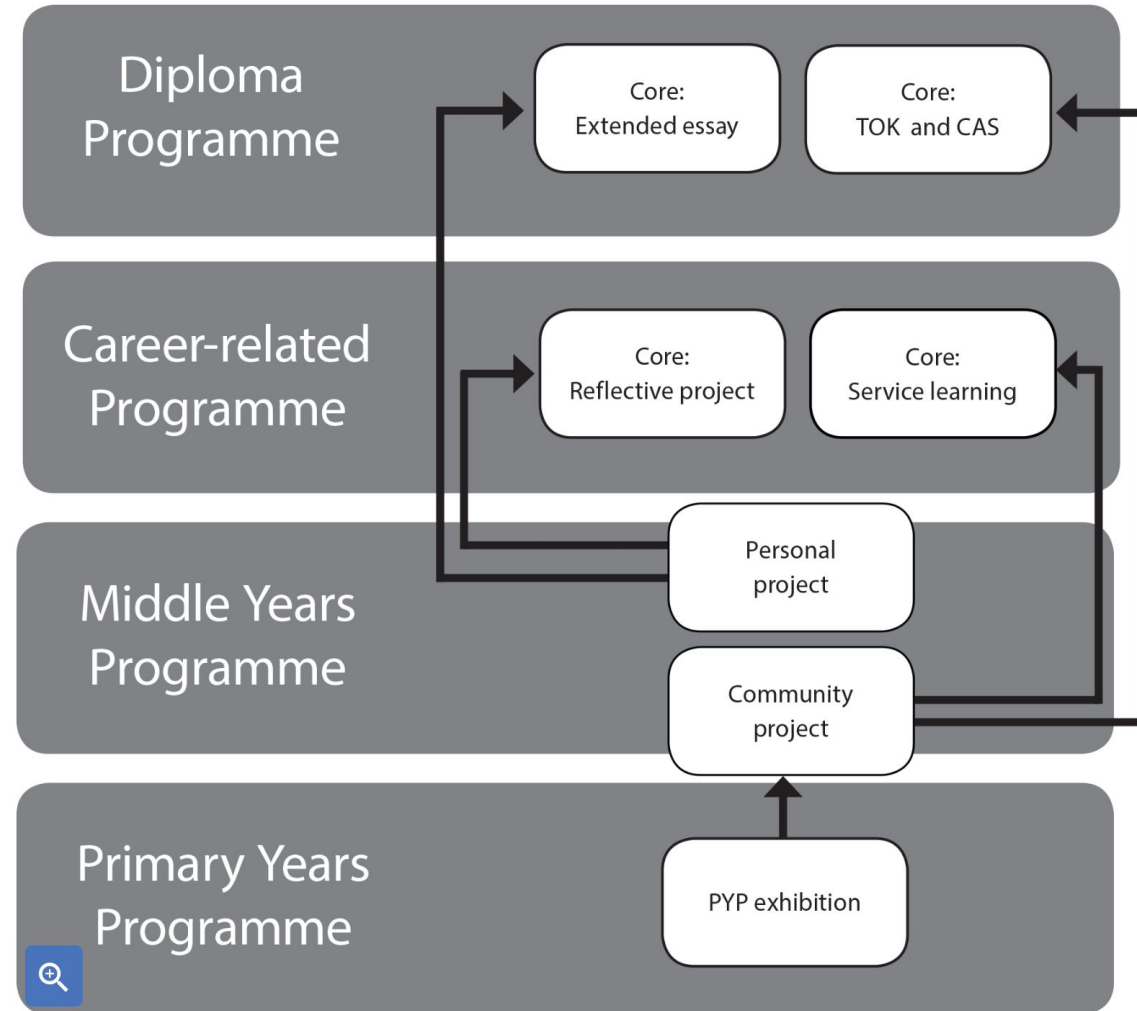 Diploma
Programme
Core:
Extended essay
Core:
TOK and CAS
Career-related
Programme
Core:
Reflective project
Core:
Service learning
Middle Years
Programme
Personal
project
Community
project
Primary Years
Programme
PYP exhibition